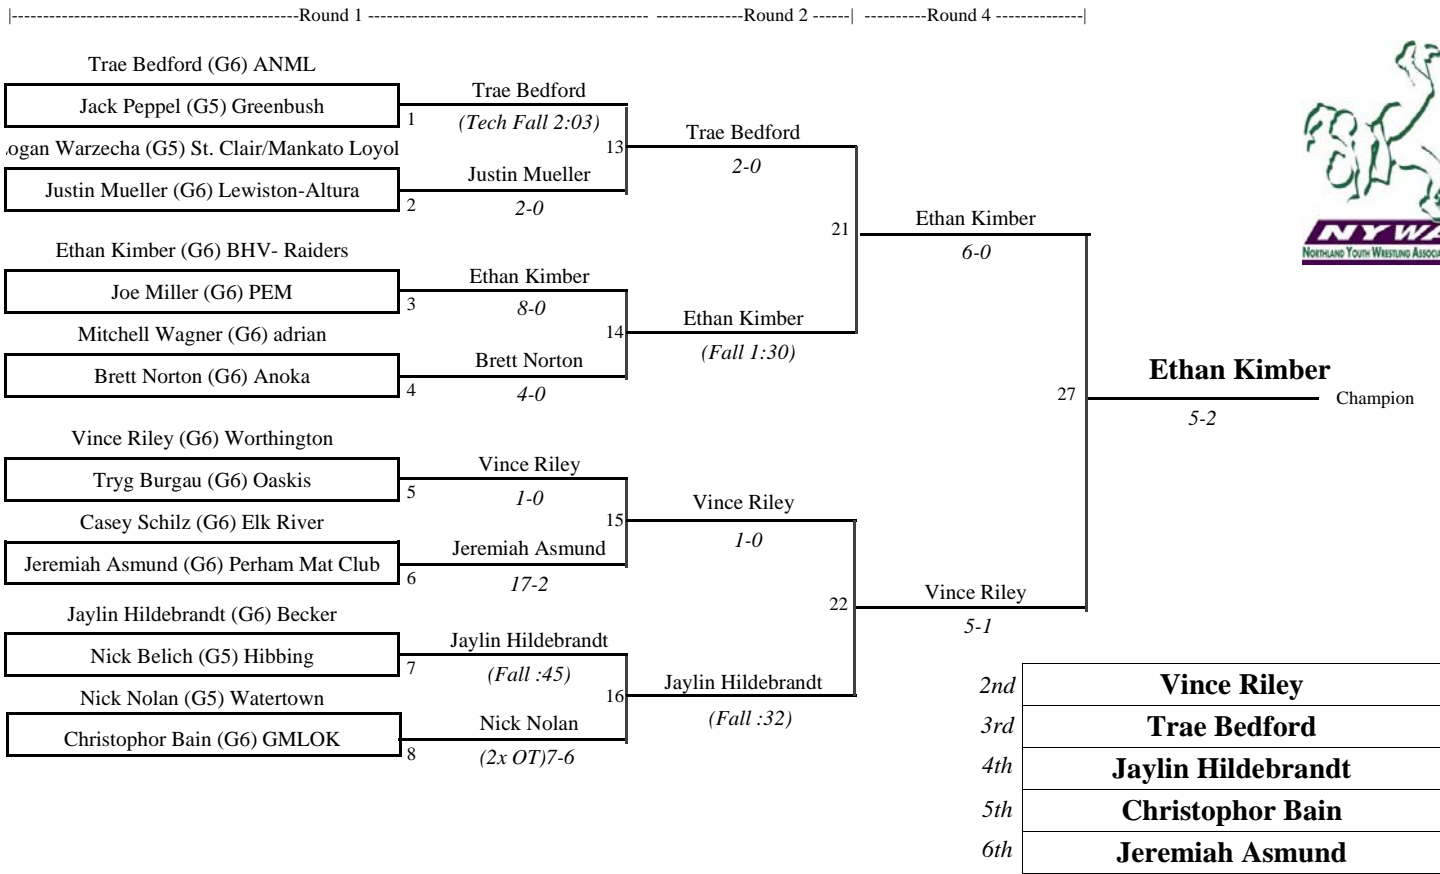 |----------------------------------------------Round 1 --------------------------------------------- --------------Round 2 ------| ----------Round 4 --------------|
Trae Bedford (G6) ANML
Jack Peppel (G5) Greenbush
1
Trae Bedford
(Tech Fall 2:03)
ogan Warzecha (G5) St. Clair/Mankato Loyol
Justin Mueller (G6) Lewiston-Altura
2
Justin Mueller
2-0
13
Trae Bedford
2-0
Ethan Kimber (G6) BHV- Raiders
Joe Miller (G6) PEM
3
Ethan Kimber
8-0
Mitchell Wagner (G6) adrian
Brett Norton (G6) Anoka
4
Brett Norton
4-0
14
Ethan Kimber
(Fall 1:30)
21
Ethan Kimber
6-0
Vince Riley (G6) Worthington
Tryg Burgau (G6) Oaskis
5
Vince Riley
1-0
Casey Schilz (G6) Elk River
Jeremiah Asmund (G6) Perham Mat Club
6
Jeremiah Asmund
17-2
15
Vince Riley
1-0
Jaylin Hildebrandt (G6) Becker
Nick Belich (G5) Hibbing
7
Jaylin Hildebrandt
(Fall :45)
Nick Nolan (G5) Watertown
Christophor Bain (G6) GMLOK
8
Nick Nolan
(2x OT)7-6
16
Jaylin Hildebrandt
(Fall :32)
22
Vince Riley
5-1
27
Ethan Kimber
Champion
5-2
NYWA
NORTHLAND YOUTH WRESTLING ASSOCIA
2nd Vince Riley
3rd Trae Bedford
4th Jaylin Hildebrandt
5th Christophor Bain
6th Jeremiah Asmund